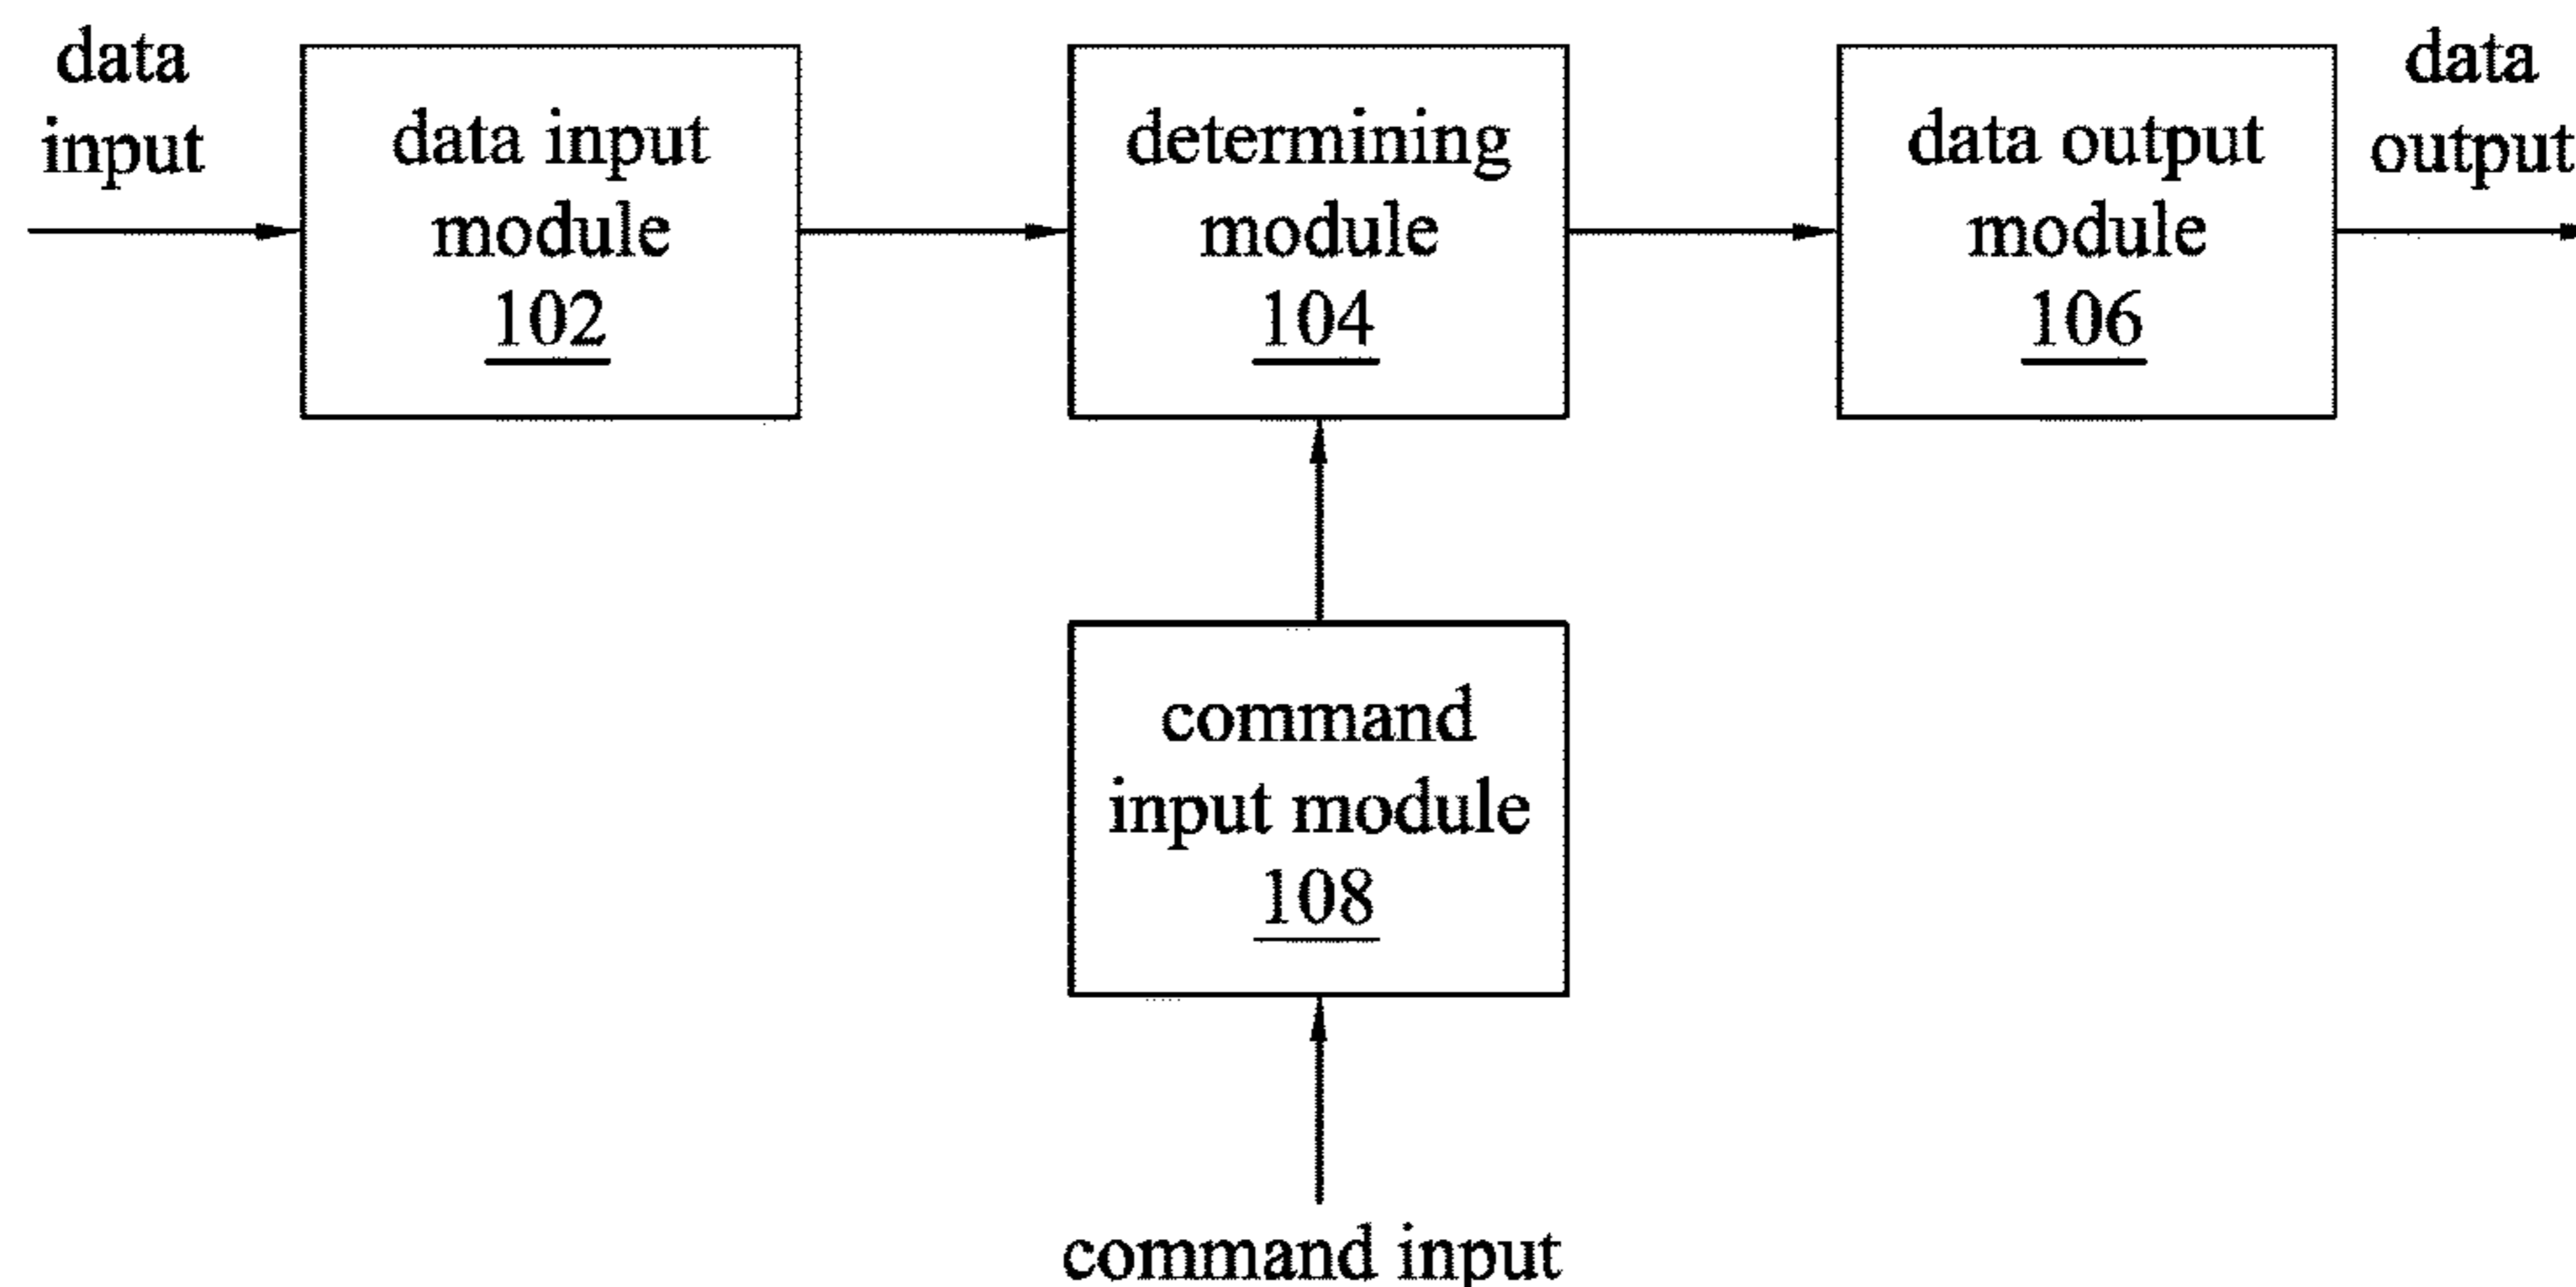 data
input
data input
module
102
determining
module
104
data output
module
106
data
output
command
input module
108
command input